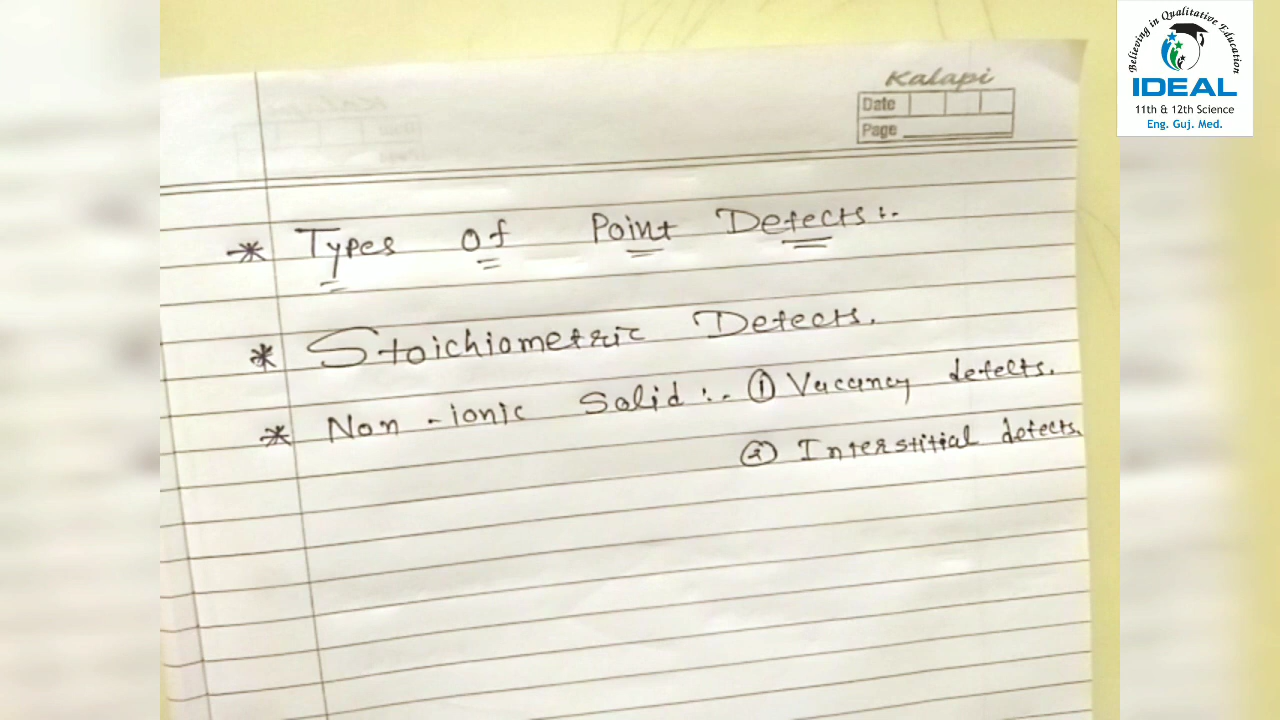 Believing in Qualitative Education
IDEAL
11th & 12th Science
Eng. Guj. Med.
Kalapi
Date
Page
* Types of Point Defects :-
* Stoichiometric Defects.
* Non - ionic Solid :- ① Vacancy defects.
② Interstitial defects.